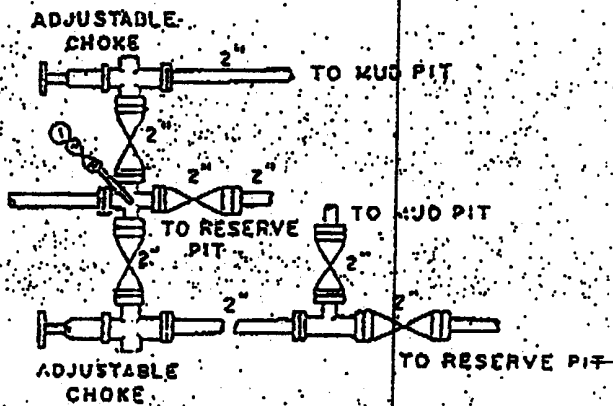 ADJUSTABLE
CHOKE
2"
TO MUD PIT
2"
2"
2"
TO RESERVE
PIT
TO MUD PIT
2"
2"
2"
2"
TO RESERVE PIT
ADJUSTABLE
CHOKE